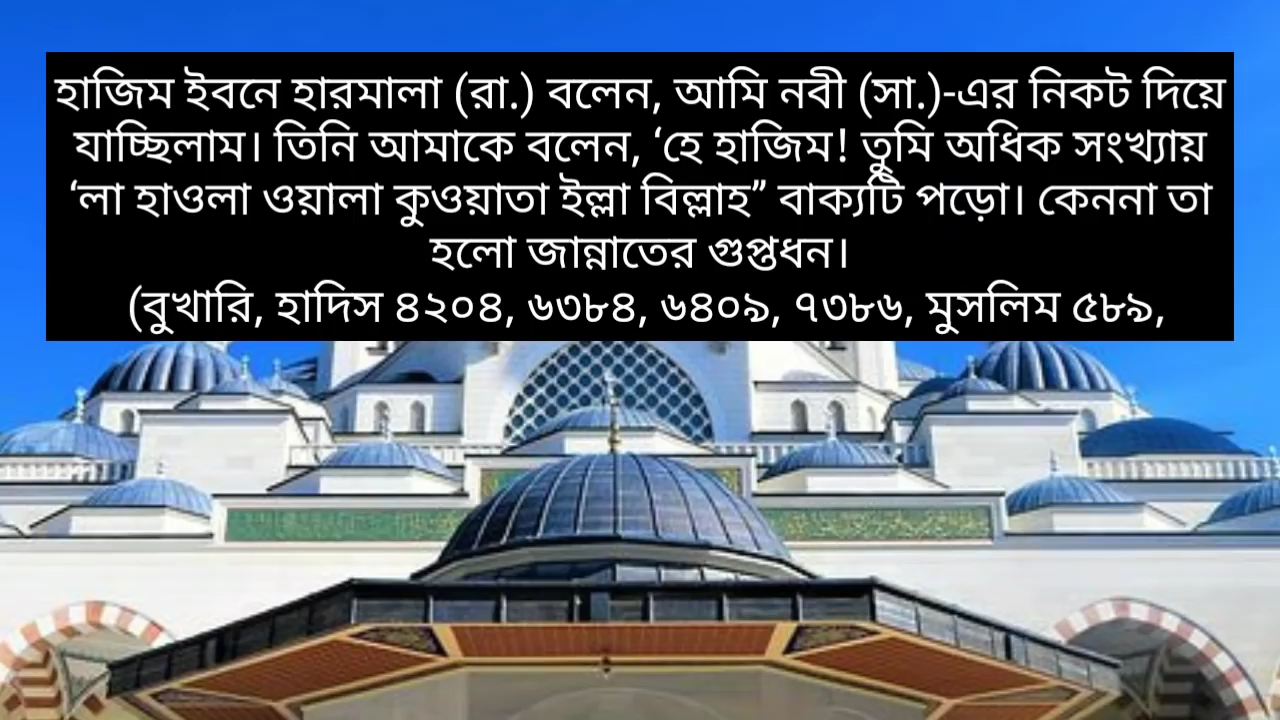 হাজিম ইবনে হারমালা (রা.) বলেন, আমি নবী (সা.)-এর নিকট দিয়ে
যাচ্ছিলাম। তিনি আমাকে বলেন, ‘হে হাজিম! তুমি অধিক সংখ্যায়
‘লা হাওলা ওয়ালা কুওয়াতা ইল্লা বিল্লাহ” বাক্যটি পড়ো। কেননা তা
হলো জান্নাতের গুপ্তধন।
(বুখারি, হাদিস ৪২০৪, ৬৩৮৪, ৬৪০৯, ৭৩৮৬, মুসলিম ৫৮৯,